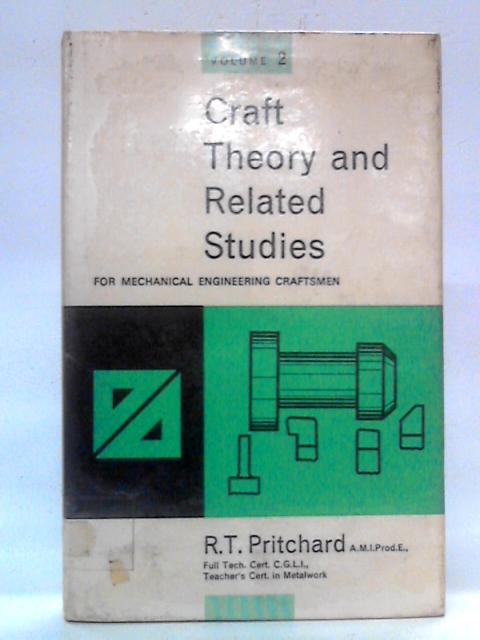 VOLUME 2
Craft
Theory and
Related
Studies
FOR MECHANICAL ENGINEERING CRAFTSMEN
R.T. Pritchard A.M.I.Prod.E.,
Full Tech. Cert. C.G.L.I.,
Teacher's Cert. in Metalwork